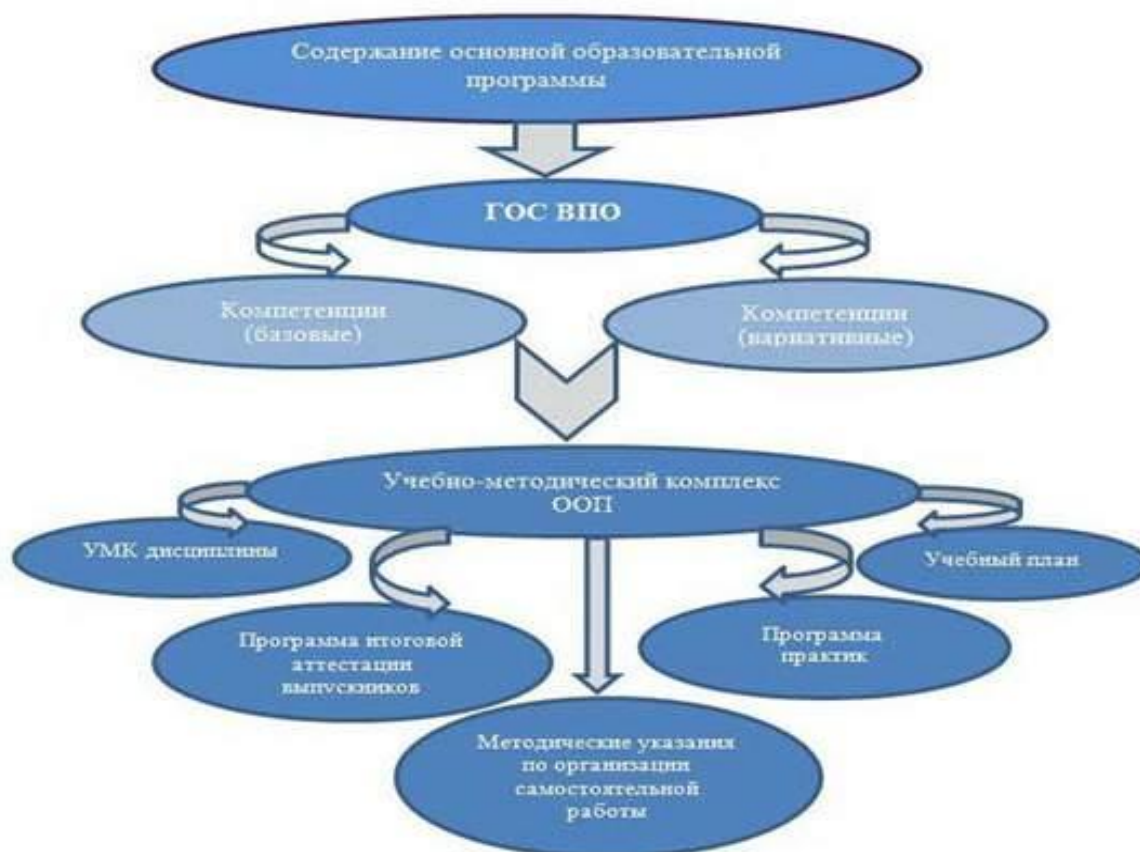 Содержание основной образовательной
программы
ГОС ВПО
Компетенции
(базовые)
Компетенции
(вариативные)
Учебно-методический комплекс
ООП
УМК дисциплины
Учебный план
Программа итоговой
аттестации
выпускников
Программа
практик
Методические указания
по организации
самостоятельной
работы